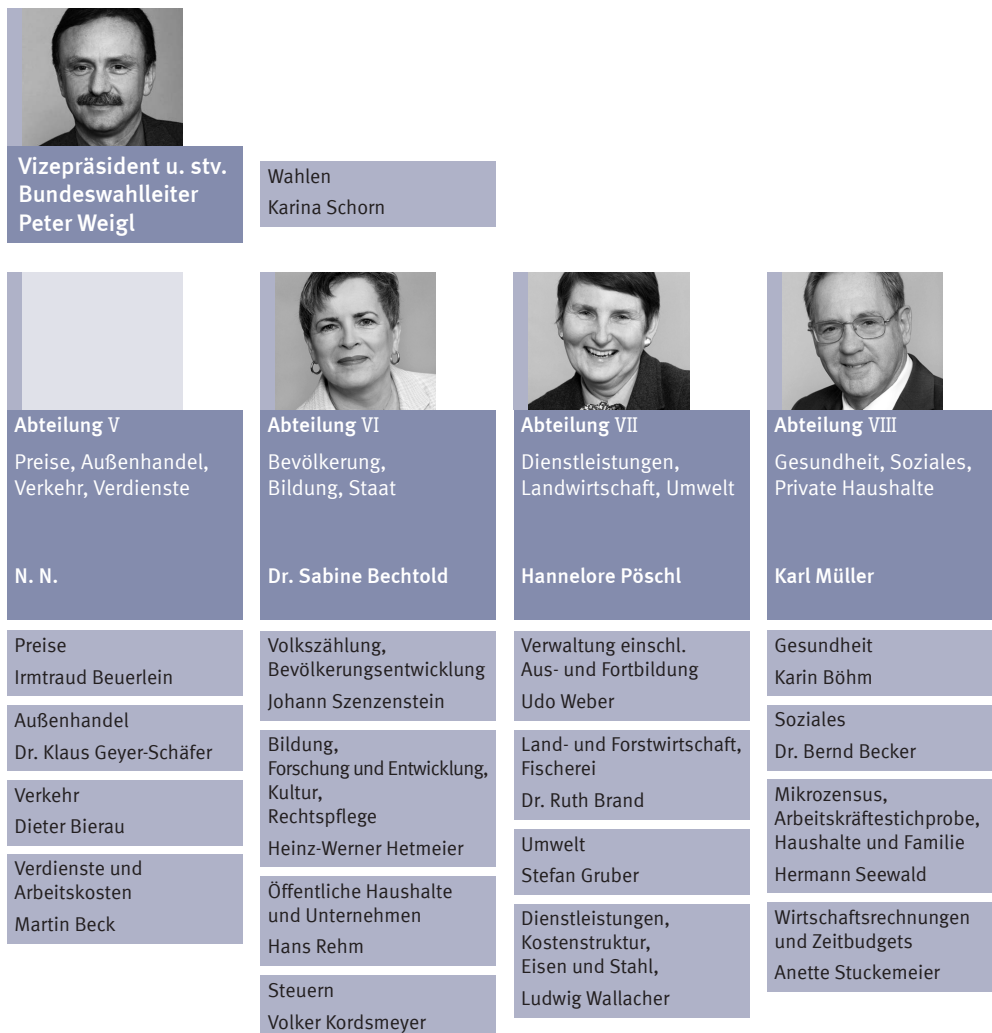 Vizepräsident u. stv.
Bundeswahlleiter
Peter Weigl
Wahlen
Karina Schorn
Abteilung V
Preise, Außenhandel,
Verkehr, Verdienste
N. N.
Preise
Irmtraud Beuerlein
Außenhandel
Dr. Klaus Geyer-Schäfer
Verkehr
Dieter Bierau
Verdienste und
Arbeitskosten
Martin Beck
Abteilung VI
Bevölkerung,
Bildung, Staat
Dr. Sabine Bechtold
Volkszählung,
Bevölkerungsentwicklung
Johann Szenzenstein
Bildung,
Forschung und Entwicklung,
Kultur,
Rechtspflege
Heinz-Werner Hetmeier
Öffentliche Haushalte
und Unternehmen
Hans Rehm
Steuern
Volker Kordsmeyer
Abteilung VII
Dienstleistungen,
Landwirtschaft, Umwelt
Hannelore Pöschl
Verwaltung einschl.
Aus- und Fortbildung
Udo Weber
Land- und Forstwirtschaft,
Fischerei
Dr. Ruth Brand
Umwelt
Stefan Gruber
Dienstleistungen,
Kostenstruktur,
Eisen und Stahl,
Ludwig Wallacher
Abteilung VIII
Gesundheit, Soziales,
Private Haushalte
Karl Müller
Gesundheit
Karin Böhm
Soziales
Dr. Bernd Becker
Mikrozensus,
Arbeitskräftestichprobe,
Haushalte und Familie
Hermann Seewald
Wirtschaftsrechnungen
und Zeitbudgets
Anette Stuckemeier